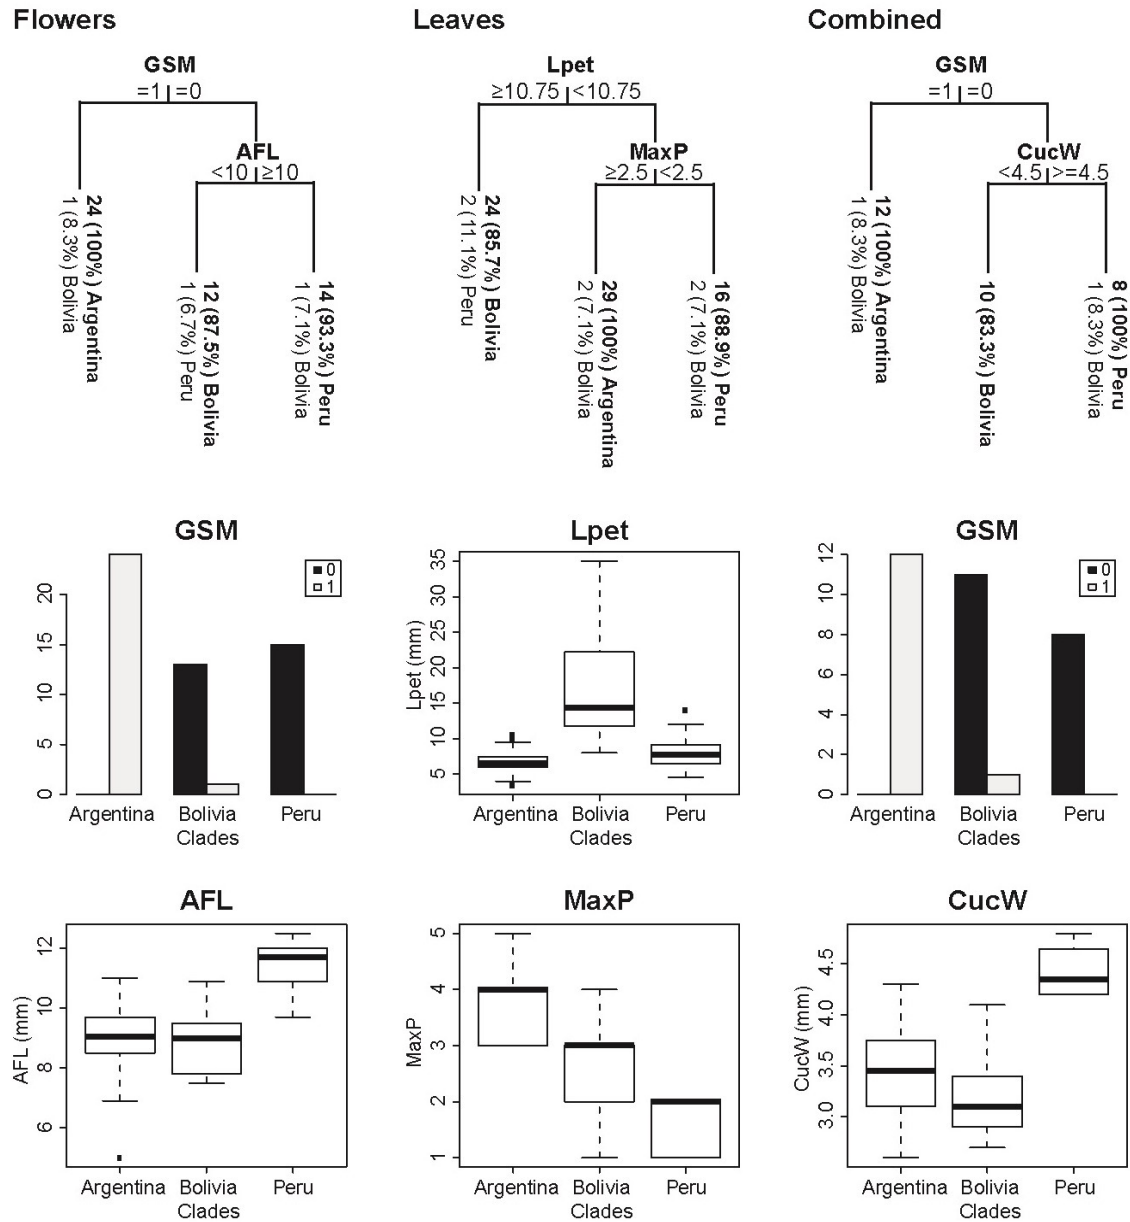 Flowers
GSM
=1 =0
AFL
<10 ≥10
24 (100%) Argentina
1 (8.3%) Bolivia
12 (87.5%) Bolivia
1 (6.7%) Peru
14 (93.3%) Peru
1 (7.1%) Bolivia
Leaves
Lpet
≥10.75 <10.75
MaxP
≥2.5 <2.5
24 (85.7%) Bolivia
2 (11.1%) Peru
29 (100%) Argentina
2 (7.1%) Bolivia
16 (88.9%) Peru
2 (7.1%) Bolivia
Combined
GSM
=1 =0
CucW
<4.5 >=4.5
12 (100%) Argentina
1 (8.3%) Bolivia
10 (83.3%) Bolivia
8 (100%) Peru
1 (8.3%) Bolivia
GSM
0
1
20
15
10
5
0
Argentina Bolivia Peru
Clades
Lpet
Lpet (mm)
35
30
25
20
15
10
5
Argentina Bolivia Peru
GSM
0
1
12
10
8
6
4
2
0
Argentina Bolivia Peru
Clades
AFL
AFL (mm)
12
10
8
6
Argentina Bolivia Peru
Clades
MaxP
MaxP
5
4
3
2
1
Argentina Bolivia Peru
Clades
CucW
CucW (mm)
4.5
4.0
3.5
3.0
Argentina Bolivia Peru
Clades